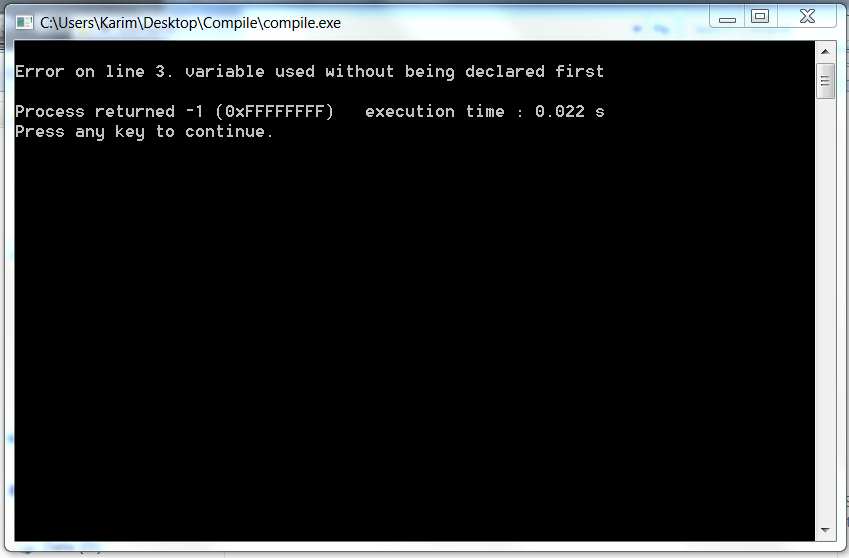 C:\Users\Karim\Desktop\Compile\compile.exe
Error on line 3. variable used without being declared first
Process returned -1 (0xFFFFFFFF)   execution time : 0.022 s
Press any key to continue.